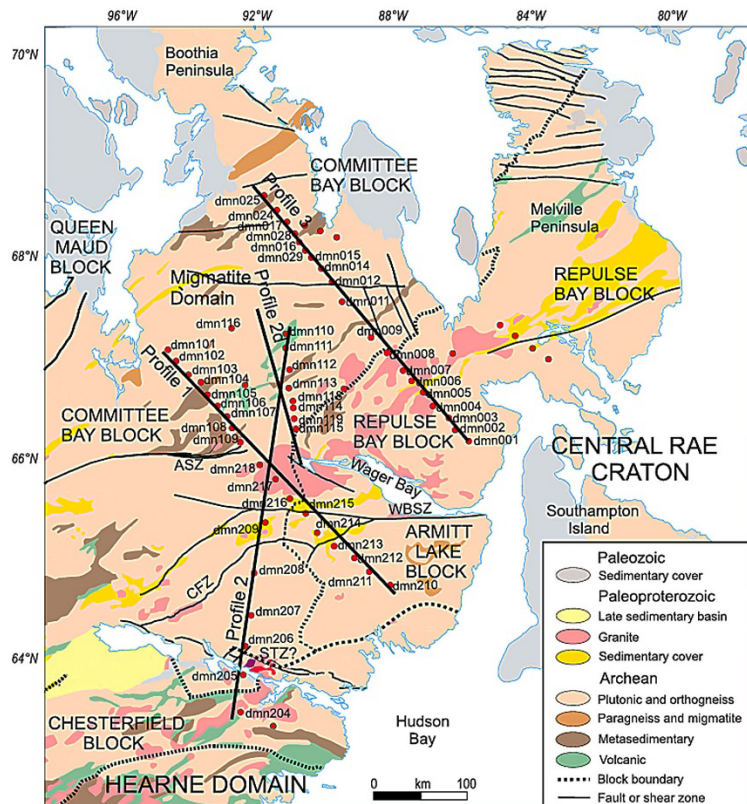 96°W
92°W
88°W
84°W
80°W
70°N
68°N
66°N
64°N
Boothia
Peninsula
COMMITTEE
BAY BLOCK
QUEEN
MAUD
BLOCK
Melville
Peninsula
REPULSE
BAY BLOCK
Migmatite
Domain
Profile 3
dmn025
dmn024
dmn017
dmn028
dmn016
dmn029
dmn015
dmn014
dmn012
dmn011
dmn009
dmn008
dmn007
dmn006
dmn005
dmn004
dmn003
dmn002
dmn001
Profile 2d
dmn116
dmn110
dmn111
dmn112
dmn113
dmn118
dmn114
dmn119
dmn115
dmn101
dmn102
dmn103
dmn104
dmn105
dmn106
dmn107
dmn108
dmn109
Profile
COMMITTEE
BAY BLOCK
REPULSE
BAY BLOCK
CENTRAL RAE
CRATON
ASZ
Wager Bay
WBSZ
Southampton
Island
dmn218
dmn217
dmn216
dmn215
dmn209
dmn214
dmn213
dmn212
dmn211
dmn210
ARMITT
LAKE
BLOCK
CFZ
dmn208
Profile 2
dmn207
dmn206
STZ?
dmn205
dmn204
CHESTERFIELD
BLOCK
Hudson
Bay
HEARNE DOMAIN
0 km 100
Paleozoic
Sedimentary cover
Paleoproterozoic
Late sedimentary basin
Granite
Sedimentary cover
Archean
Plutonic and orthogneiss
Paragneiss and migmatite
Metasedimentary
Volcanic
Block boundary
Fault or shear zone